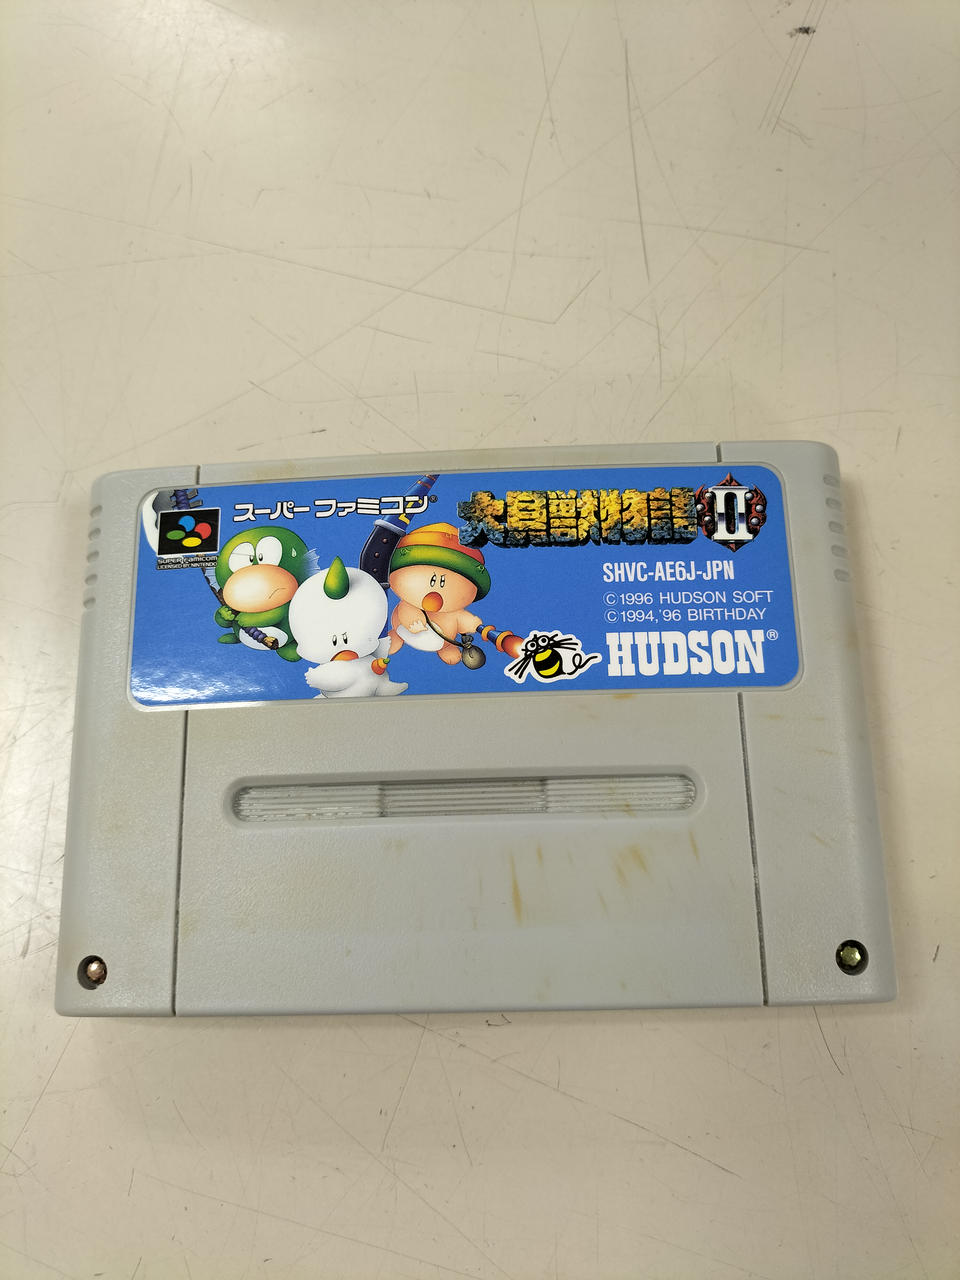 スーパーファミコン®
大貝獣物語II
SUPER FAMICOM
LICENSED BY NINTENDO
SHVC-AE6J-JPN
©1996 HUDSON SOFT
©1994,'96 BIRTHDAY
HUDSON®